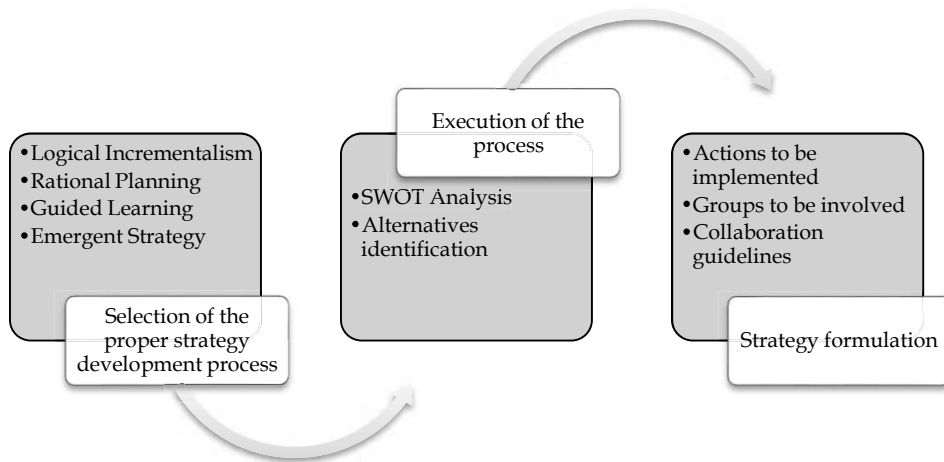 •Logical Incrementalism
•Rational Planning
•Guided Learning
•Emergent Strategy
Selection of the
proper strategy
development process
Execution of the
process
•SWOT Analysis
•Alternatives
identification
•Actions to be
implemented
•Groups to be involved
•Collaboration
guidelines
Strategy formulation